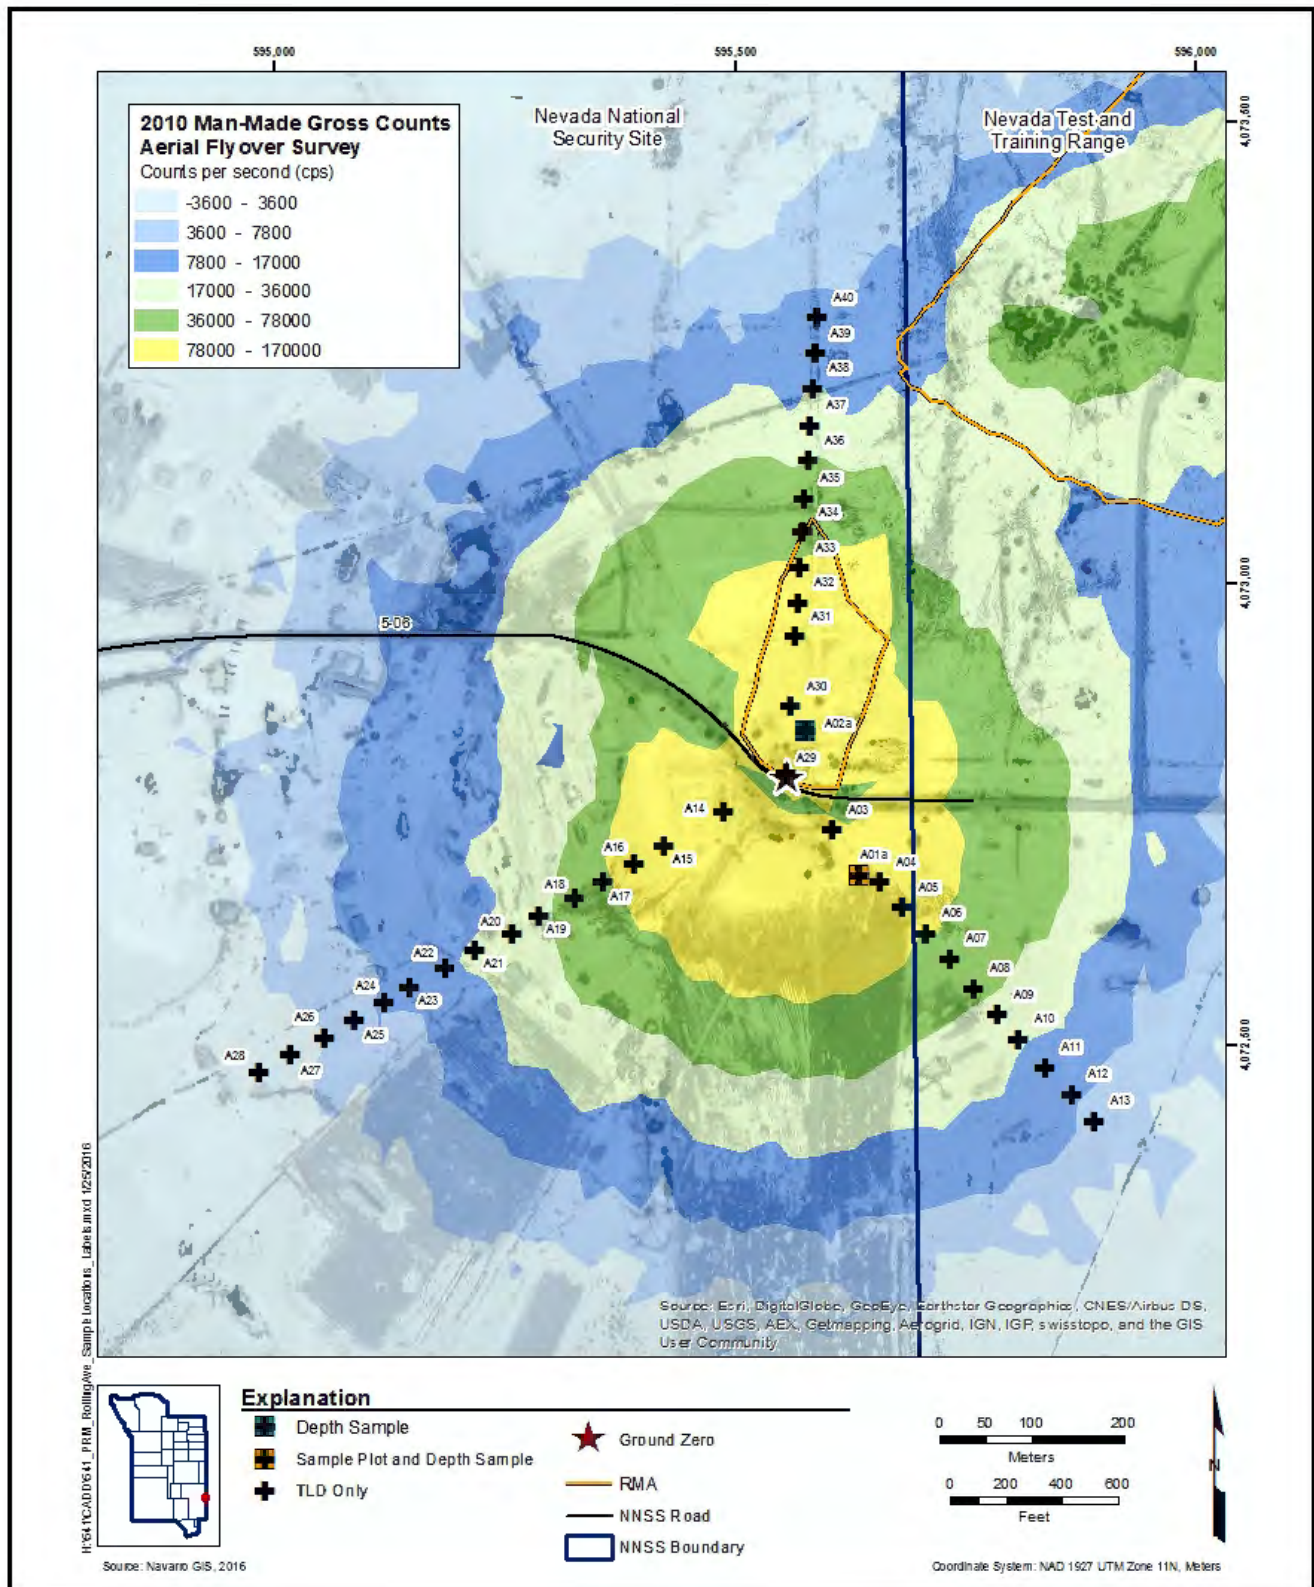 595,000
595,500
596,000
4,073,500
4,073,000
4,072,500
2010 Man-Made Gross Counts
Aerial Flyover Survey
Counts per second (cps)
-3600 - 3600
3600 - 7800
7800 - 17000
17000 - 36000
36000 - 78000
78000 - 170000
Nevada National
Security Site
Nevada Test and
Training Range
A40
A39
A38
A37
A36
A35
A34
A33
A32
A31
5-06
A30
A02a
A29
A14
A03
A16
A15
A01a
A04
A18
A17
A05
A20
A19
A06
A22
A21
A07
A24
A23
A08
A26
A25
A09
A10
A28
A27
A11
A12
A13
Source: Esri, DigitalGlobe, GeoEye, Earthstar Geographics, CNES/Airbus DS,
USDA, USGS, AEX, Getmapping, Aerogrid, IGN, IGP, swisstopo, and the GIS
User Community
Explanation
Depth Sample
Sample Plot and Depth Sample
TLD Only
Ground Zero
RMA
NNSS Road
NNSS Boundary
0 50 100 200
Meters
0 200 400 600
Feet
N
Source: Navarro GIS, 2016
Coordinate System: NAD 1927 UTM Zone 11N, Meters